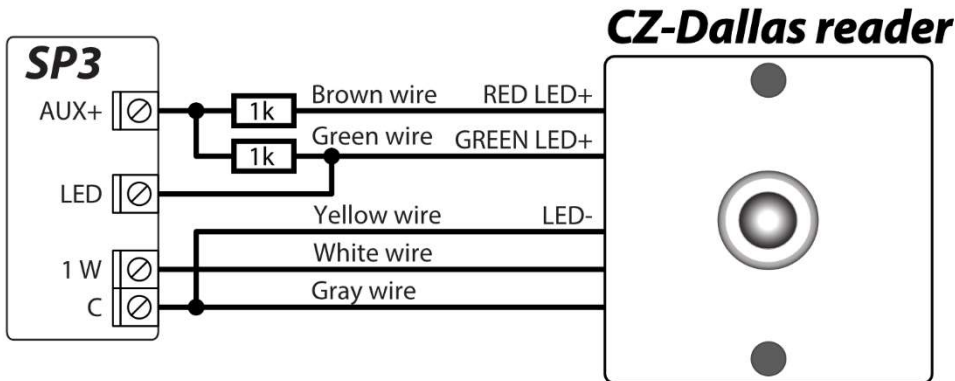 CZ-Dallas reader
SP3
AUX+ 1k Brown wire RED LED+
1k Green wire GREEN LED+
LED
Yellow wire LED-
1 W White wire
C Gray wire